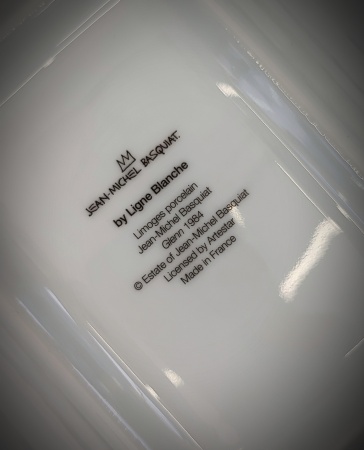 JEAN-MICHEL BASQUIAT.
by Ligne Blanche
Limoges porcelain
Jean-Michel Basquiat
Glenn 1984
© Estate of Jean-Michel Basquiat
Licensed by Artestar
Made in France